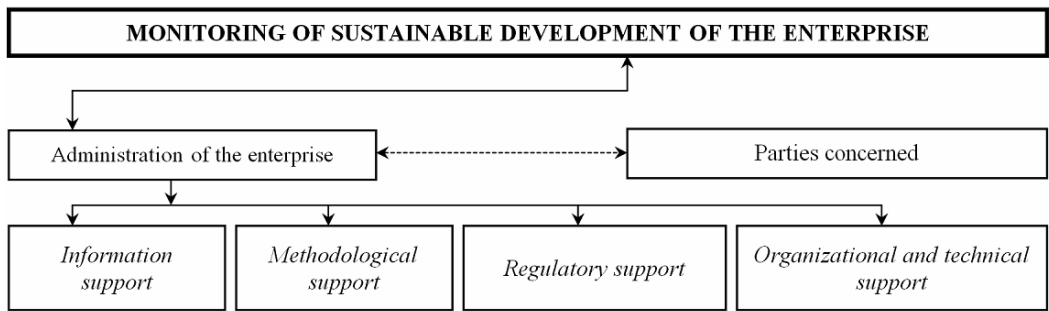 MONITORING OF SUSTAINABLE DEVELOPMENT OF THE ENTERPRISE
Administration of the enterprise
Parties concerned
Information
support
Methodological
support
Regulatory support
Organizational and technical
support